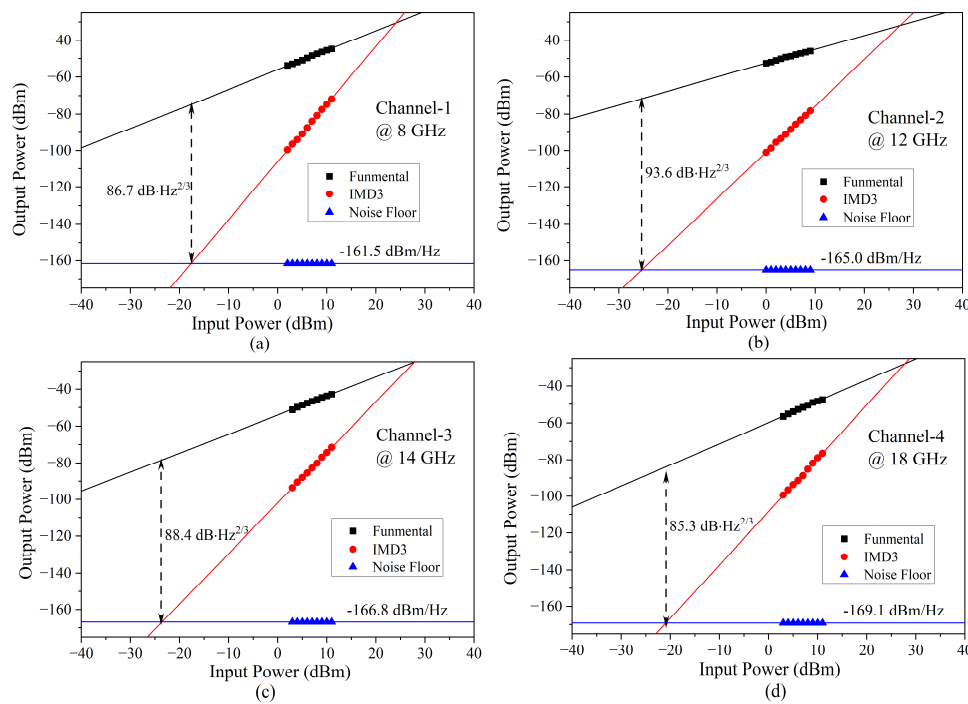 -40
-60
-80
-100
-120
-140
-160
Output Power (dBm)
Channel-1
@ 8 GHz
86.7 dB·Hz^2/3
Funmental
IMD3
Noise Floor
-161.5 dBm/Hz
-40 -30 -20 -10 0 10 20 30 40
Input Power (dBm)
(a)
-40
-60
-80
-100
-120
-140
-160
Output Power (dBm)
Channel-2
@ 12 GHz
93.6 dB·Hz^2/3
Funmental
IMD3
Noise Floor
-165.0 dBm/Hz
-40 -30 -20 -10 0 10 20 30 40
Input Power (dBm)
(b)
-40
-60
-80
-100
-120
-140
-160
Output Power (dBm)
Channel-3
@ 14 GHz
88.4 dB·Hz^2/3
Funmental
IMD3
Noise Floor
-166.8 dBm/Hz
-40 -30 -20 -10 0 10 20 30 40
Input Power (dBm)
(c)
-40
-60
-80
-100
-120
-140
-160
Output Power (dBm)
Channel-4
@ 18 GHz
85.3 dB·Hz^2/3
Funmental
IMD3
Noise Floor
-169.1 dBm/Hz
-40 -30 -20 -10 0 10 20 30 40
Input Power (dBm)
(d)